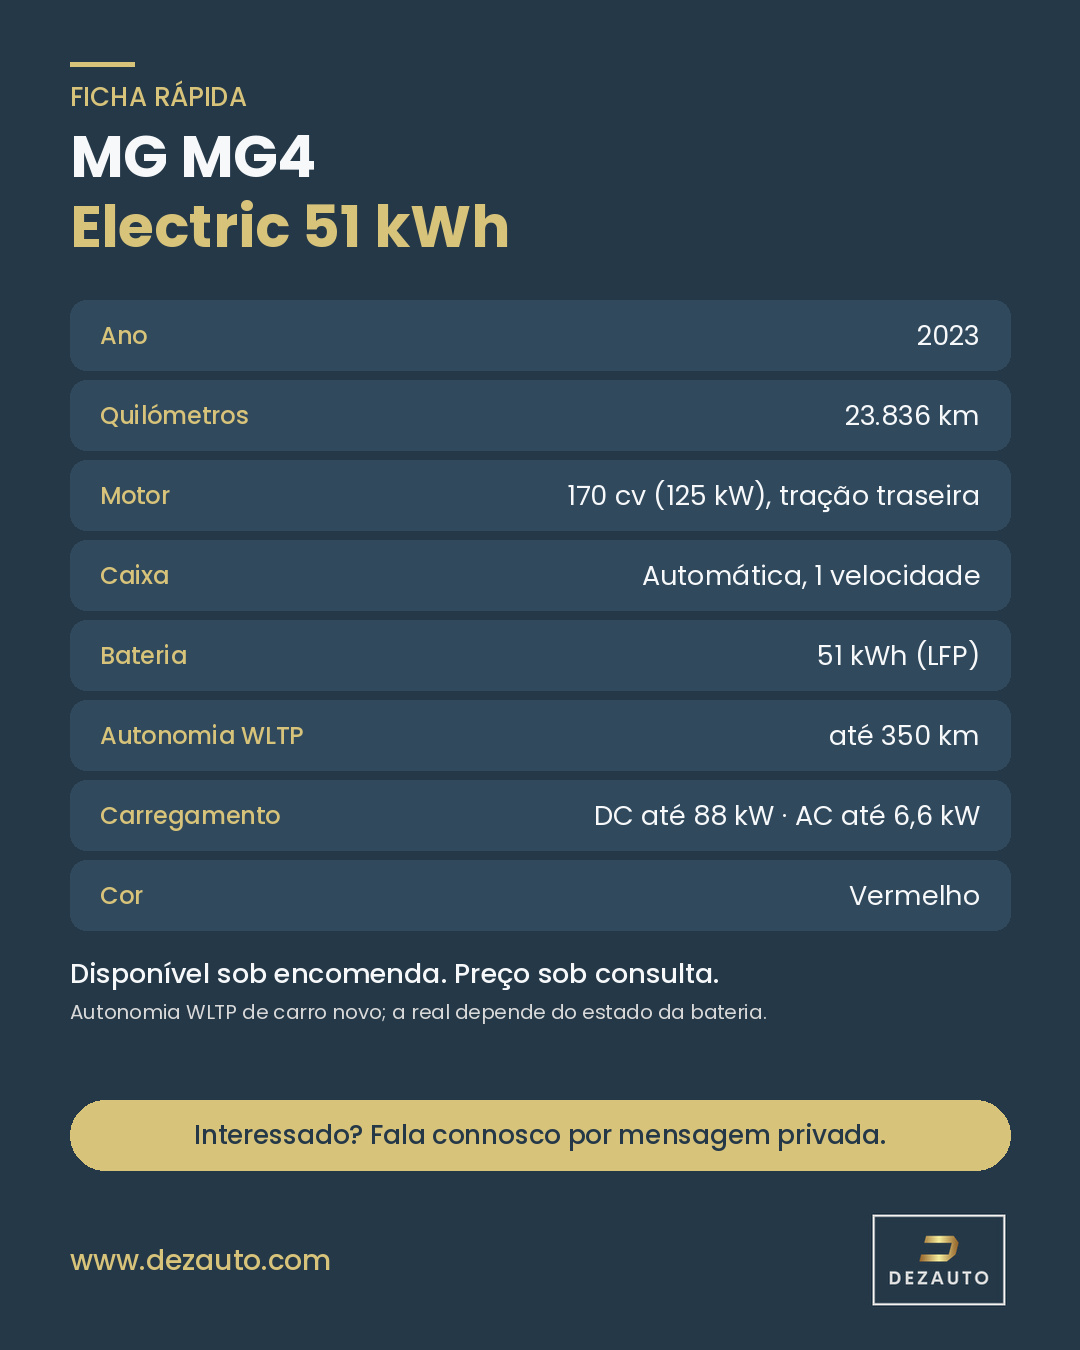 FICHA RÁPIDA
MG MG4
Electric 51 kWh
Ano 2023
Quilómetros 23.836 km
Motor 170 cv (125 kW), tração traseira
Caixa Automática, 1 velocidade
Bateria 51 kWh (LFP)
Autonomia WLTP até 350 km
Carregamento DC até 88 kW · AC até 6,6 kW
Cor Vermelho
Disponível sob encomenda. Preço sob consulta.
Autonomia WLTP de carro novo; a real depende do estado da bateria.
Interessado? Fala connosco por mensagem privada.
www.dezauto.com
DEZAUTO